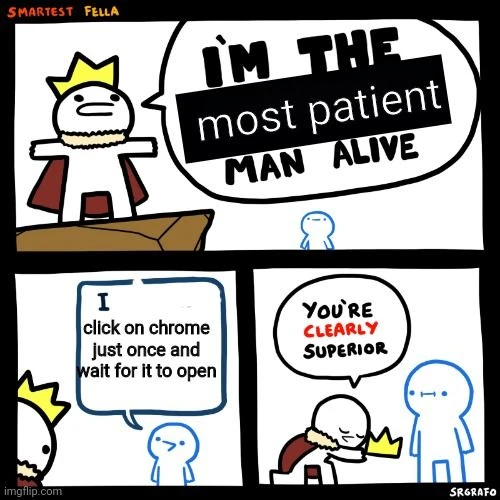 SMARTEST FELLA
I'M THE
most patient
MAN ALIVE
I
click on chrome
just once and
wait for it to open
YOU'RE
CLEARLY
SUPERIOR
imgflip.com
SRGRAFO